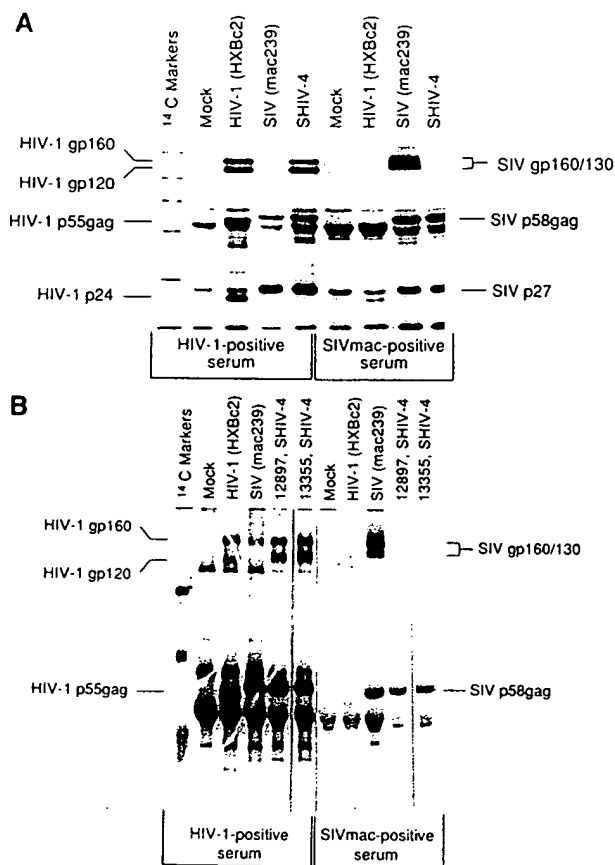 A
14C Markers
Mock
HIV-1 (HXBc2)
SIV (mac239)
SHIV-4
Mock
HIV-1 (HXBc2)
SIV (mac239)
SHIV-4
HIV-1 gp160
HIV-1 gp120
HIV-1 p55gag
HIV-1 p24
SIV gp160/130
SIV p58gag
SIV p27
HIV-1-positive
serum
SIVmac-positive
serum
B
14C Markers
Mock
HIV-1 (HXBc2)
SIV (mac239)
12897, SHIV-4
13355, SHIV-4
Mock
HIV-1 (HXBc2)
SIV (mac239)
12897, SHIV-4
13355, SHIV-4
HIV-1 gp160
HIV-1 gp120
HIV-1 p55gag
SIV gp160/130
SIV p58gag
HIV-1-positive
serum
SIVmac-positive
serum